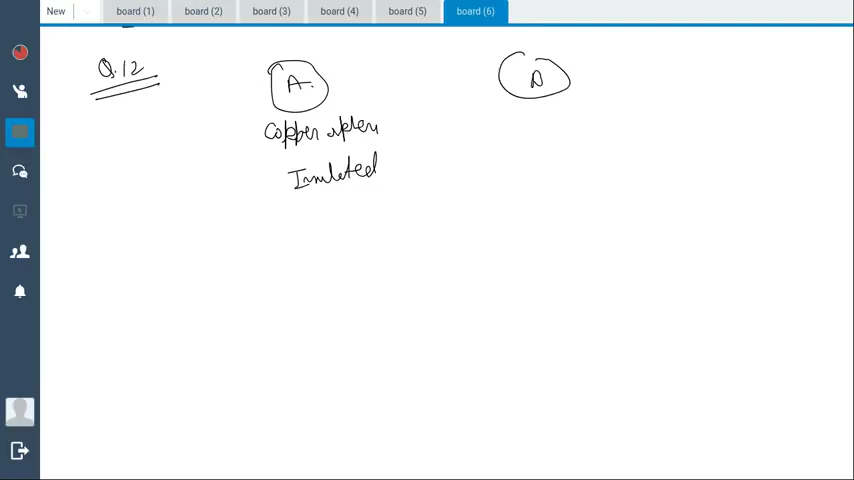 New board (1) board (2) board (3) board (4) board (5) board (6)
Q.12
A
D
Copper sphere
Insulated